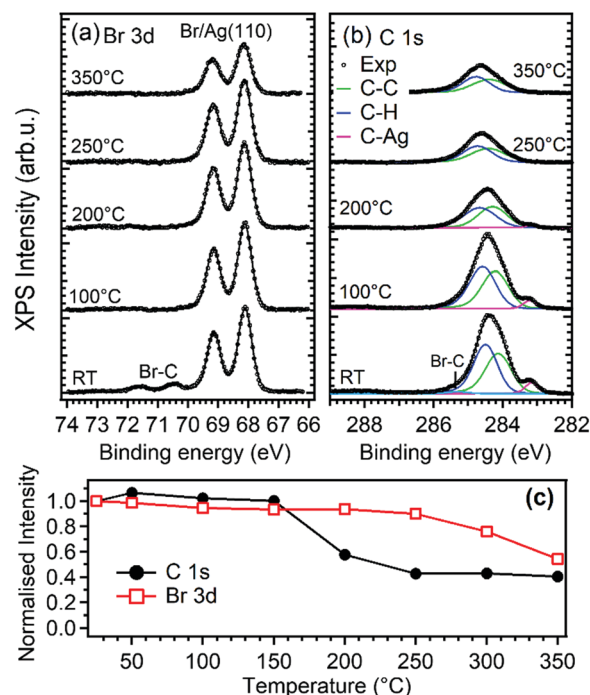 (a) Br 3d
Br/Ag(110)
350°C
250°C
200°C
100°C
RT
Br-C
74 73 72 71 70 69 68 67 66
Binding energy (eV)
XPS Intensity (arb.u.)
(b) C 1s
Exp
C-C
C-H
C-Ag
350°C
250°C
200°C
100°C
Br-C
RT
288 286 284 282
Binding energy (eV)
(c)
1.0
0.8
0.6
0.4
0.2
0.0
Normalised Intensity
C 1s
Br 3d
50 100 150 200 250 300 350
Temperature (°C)